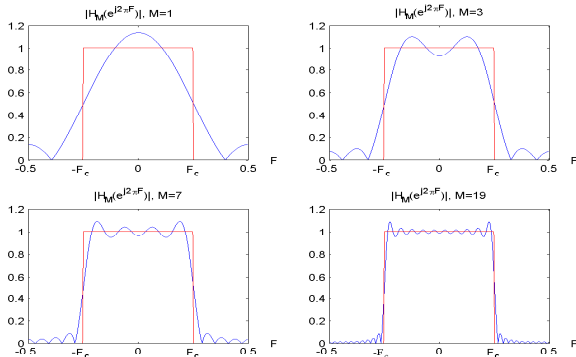 |H_M(e^{j2πF})|, M=1
1.2
1
0.8
0.6
0.4
0.2
0
-0.5
-F_c
0
F_c
0.5
F
|H_M(e^{j2πF})|, M=3
1.2
1
0.8
0.6
0.4
0.2
0
-0.5
-F_c
0
F_c
0.5
F
|H_M(e^{j2πF})|, M=7
1.2
1
0.8
0.6
0.4
0.2
0
-0.5
-F_c
0
F_c
0.5
F
|H_M(e^{j2πF})|, M=19
1.2
1
0.8
0.6
0.4
0.2
0
-0.5
-F_c
0
F_c
0.5
F